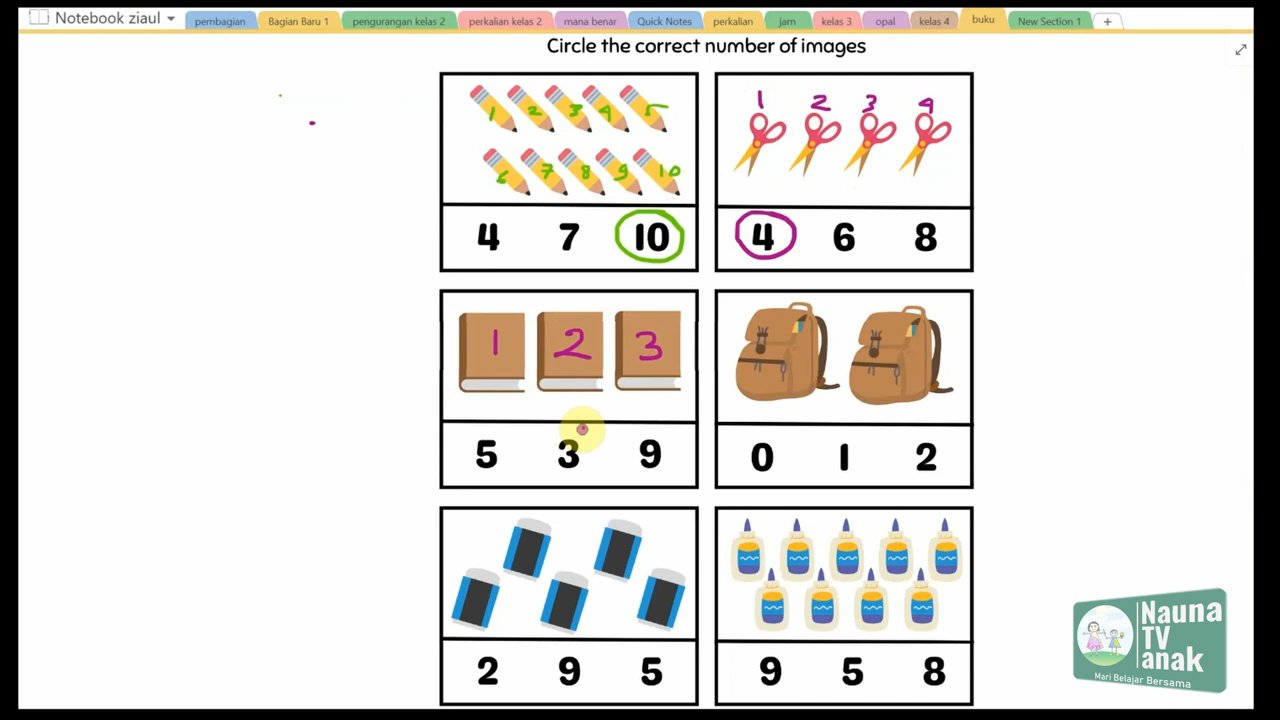 Notebook ziaul
pembagian
Bagian Baru 1
pengurangan kelas 2
perkalian kelas 2
mana benar
Quick Notes
perkalian
jam
kelas 3
opal
kelas 4
buku
New Section 1
+
Circle the correct number of images
1 2 3 4 5
6 7 8 9 10
4 7 10
1 2 3 4
4 6 8
1 2 3
5 3 9
0 1 2
2 9 5
9 5 8
Nauna
TV
anak
Mari Belajar Bersama